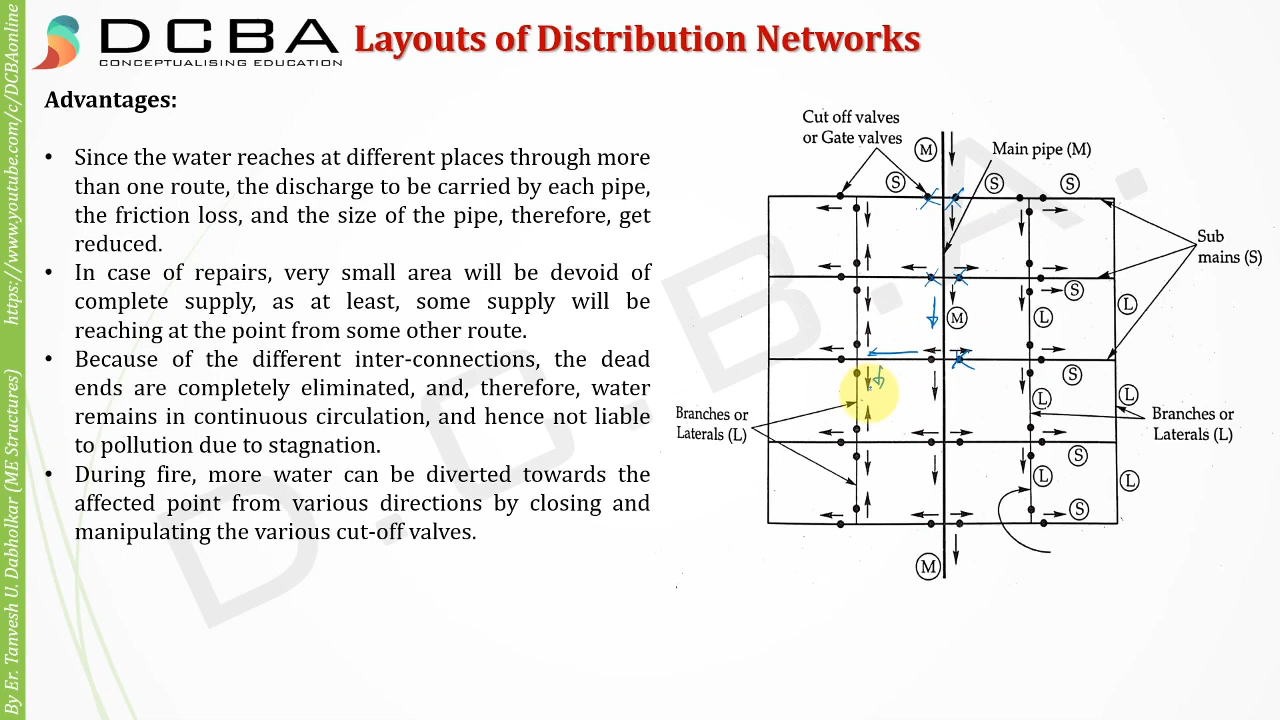 By Er. Tanvesh U. Dabholkar (ME Structures) https://www.youtube.com/c/DCBAonline
DCBA
CONCEPTUALISING EDUCATION
Layouts of Distribution Networks
Advantages:
• Since the water reaches at different places through more
than one route, the discharge to be carried by each pipe,
the friction loss, and the size of the pipe, therefore, get
reduced.
• In case of repairs, very small area will be devoid of
complete supply, as at least, some supply will be
reaching at the point from some other route.
• Because of the different inter-connections, the dead
ends are completely eliminated, and, therefore, water
remains in continuous circulation, and hence not liable
to pollution due to stagnation.
• During fire, more water can be diverted towards the
affected point from various directions by closing and
manipulating the various cut-off valves.
Cut off valves
or Gate valves
M
Main pipe (M)
S
S
S
Sub
mains (S)
S
L
M
L
S
L
L
Branches or
Laterals (L)
Branches or
Laterals (L)
S
L
L
S
M
D.C.B.A.